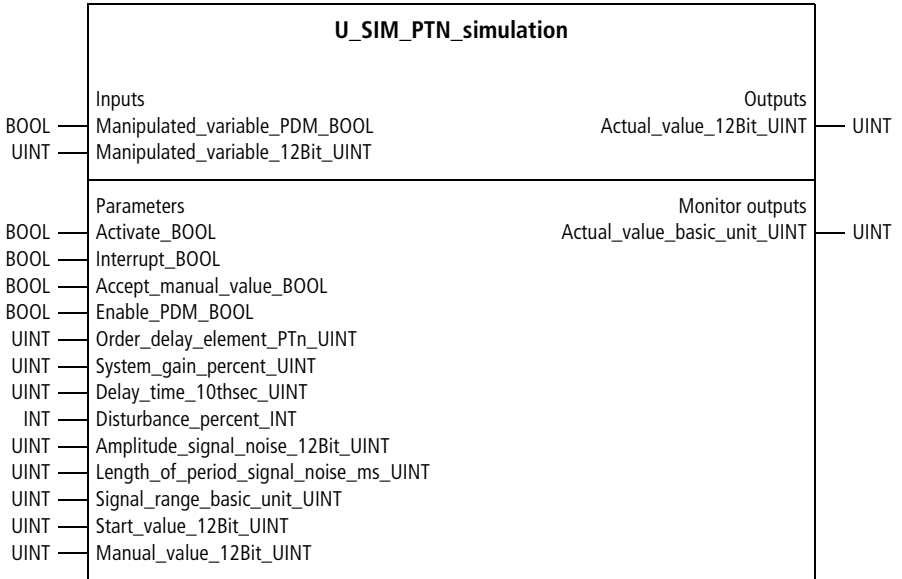 U_SIM_PTN_simulation
Inputs Outputs
BOOL Manipulated_variable_PDM_BOOL Actual_value_12Bit_UINT UINT
UINT Manipulated_variable_12Bit_UINT
Parameters Monitor outputs
BOOL Activate_BOOL Actual_value_basic_unit_UINT UINT
BOOL Interrupt_BOOL
BOOL Accept_manual_value_BOOL
BOOL Enable_PDM_BOOL
UINT Order_delay_element_PTn_UINT
UINT System_gain_percent_UINT
UINT Delay_time_10thsec_UINT
INT Disturbance_percent_INT
UINT Amplitude_signal_noise_12Bit_UINT
UINT Length_of_period_signal_noise_ms_UINT
UINT Signal_range_basic_unit_UINT
UINT Start_value_12Bit_UINT
UINT Manual_value_12Bit_UINT